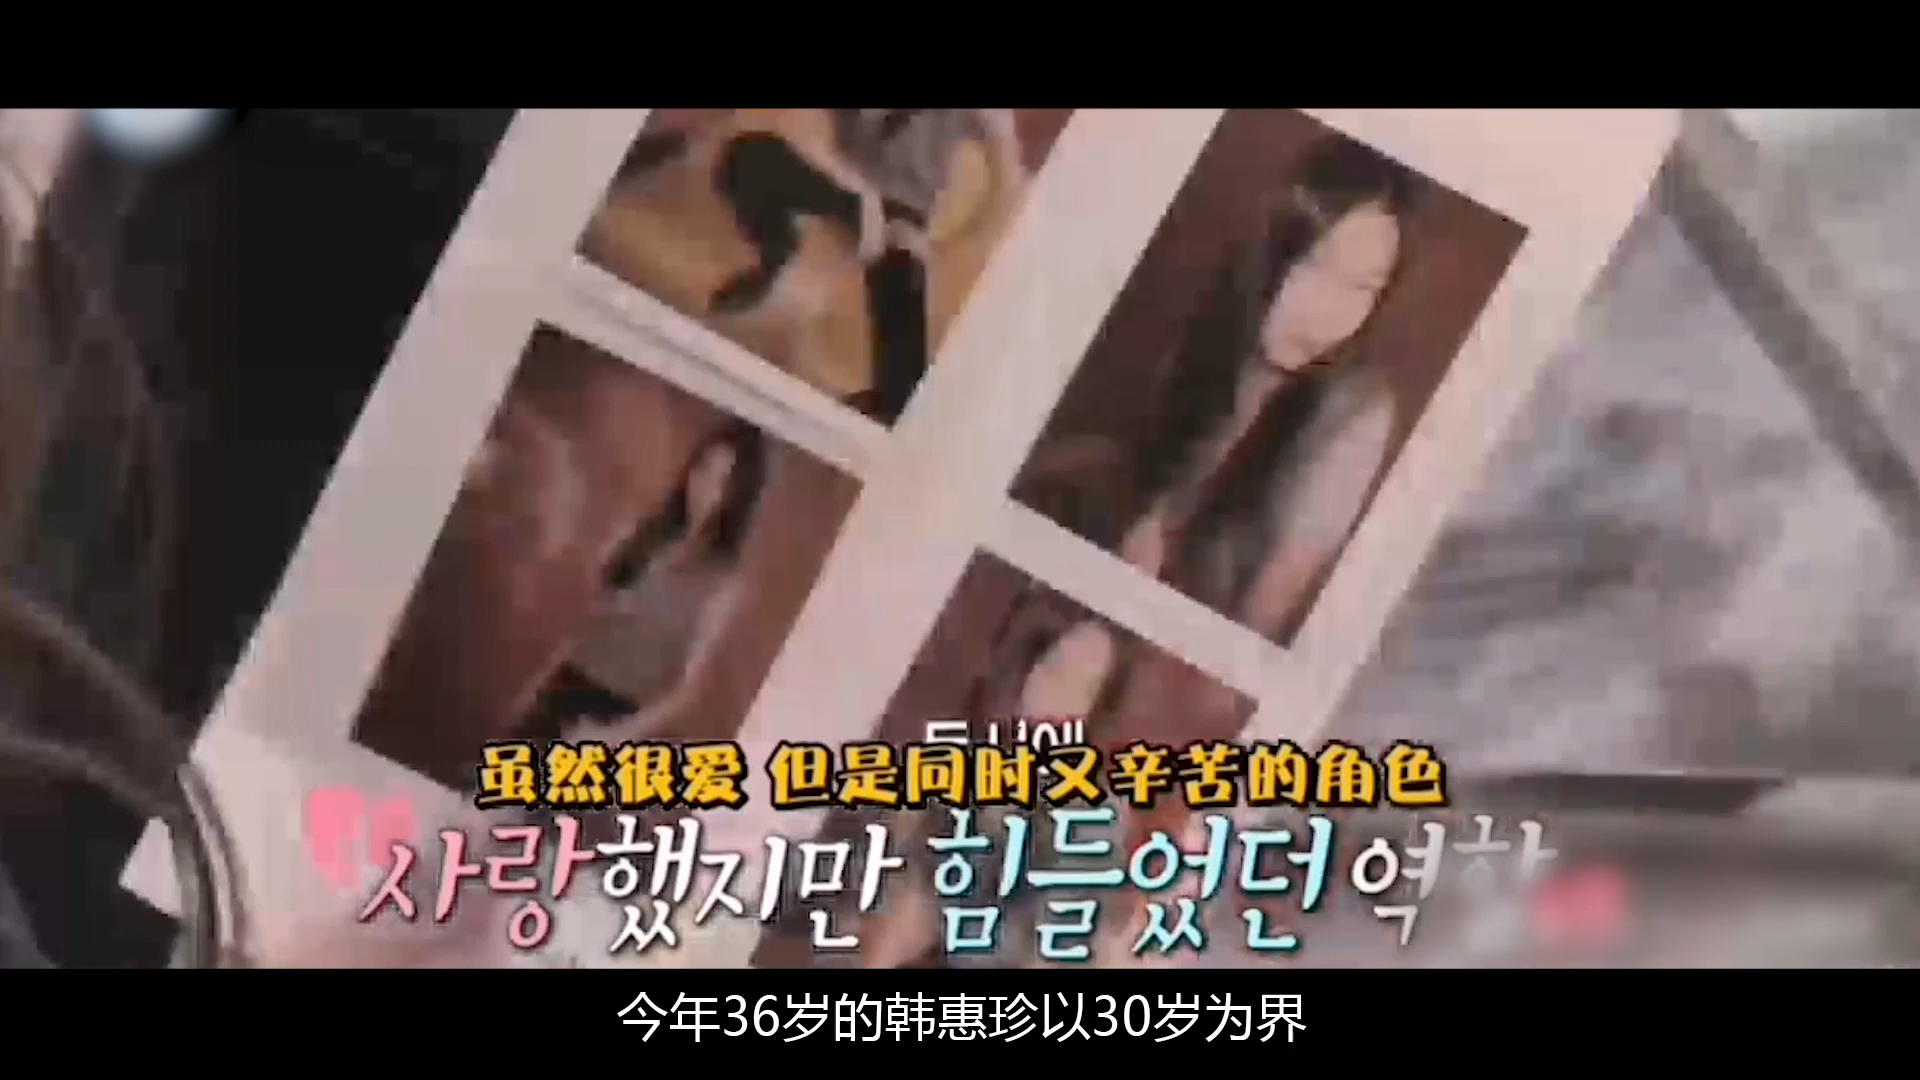 虽然很爱 但是同时又辛苦的角色
사랑했지만 힘들었던 역할
今年36岁的韩惠珍以30岁为界